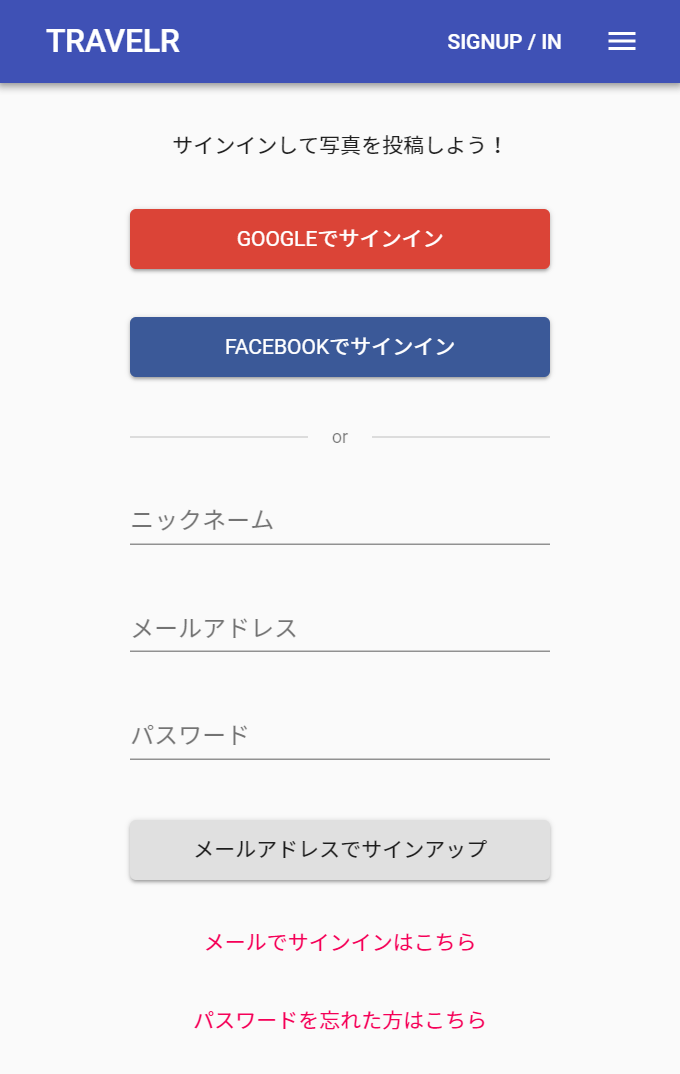 TRAVELR
SIGNUP / IN
サインインして写真を投稿しよう！
GOOGLEでサインイン
FACEBOOKでサインイン
or
ニックネーム
メールアドレス
パスワード
メールアドレスでサインアップ
メールでサインインはこちら
パスワードを忘れた方はこちら